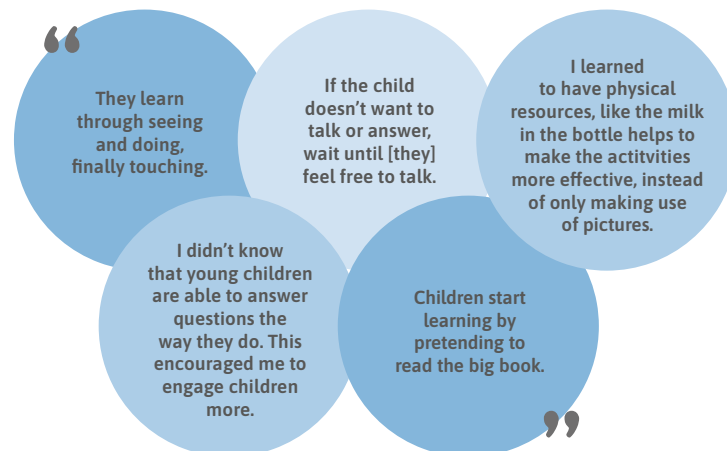 “
They learn
through seeing
and doing,
finally touching.
If the child
doesn’t want to
talk or answer,
wait until [they]
feel free to talk.
I learned
to have physical
resources, like the milk
in the bottle helps to
make the actitvities
more effective, instead
of only making use
of pictures.
I didn’t know
that young children
are able to answer
questions the
way they do. This
encouraged me to
engage children
more.
Children start
learning by
pretending to
read the big book.
”